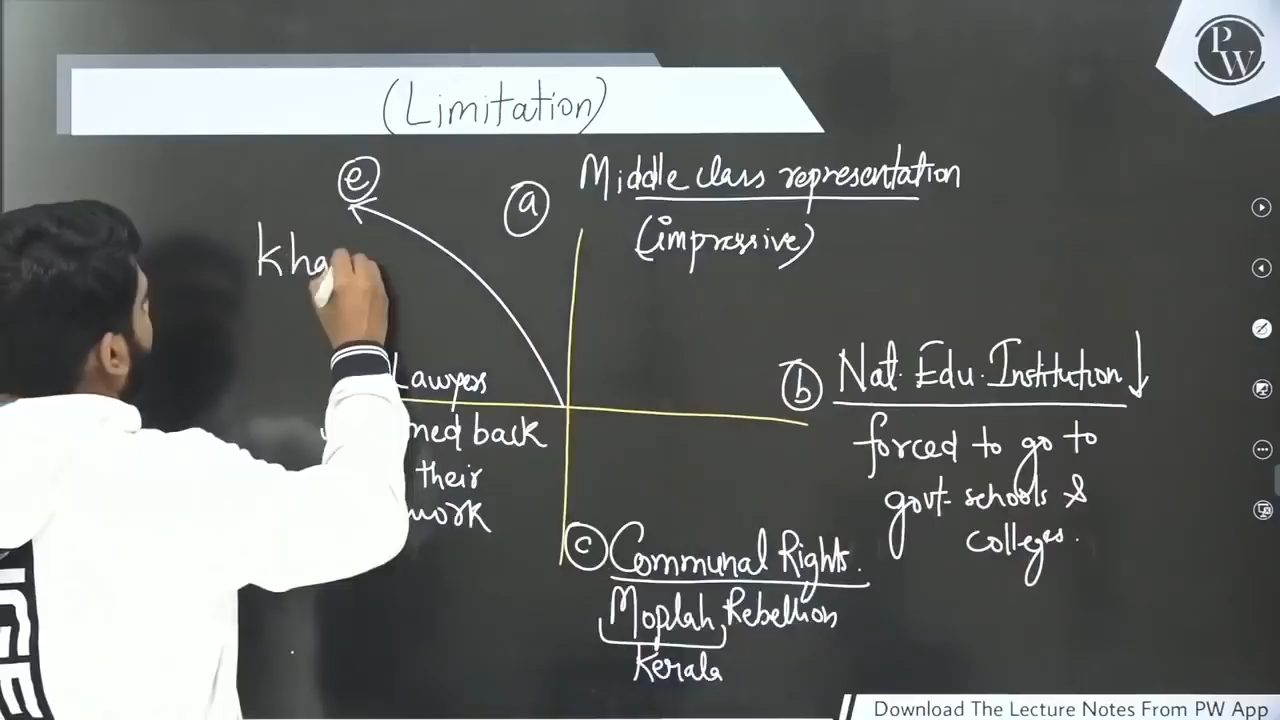 PW
(Limitation)
e
a Middle class representation
(impressive)
kha
Lawyers
back
their
work
b Nat. Edu. Institution ↓
forced to go to
govt. schools &
colleges.
c Communal Rights.
Moplah Rebellion
Kerala
Download The Lecture Notes From PW App